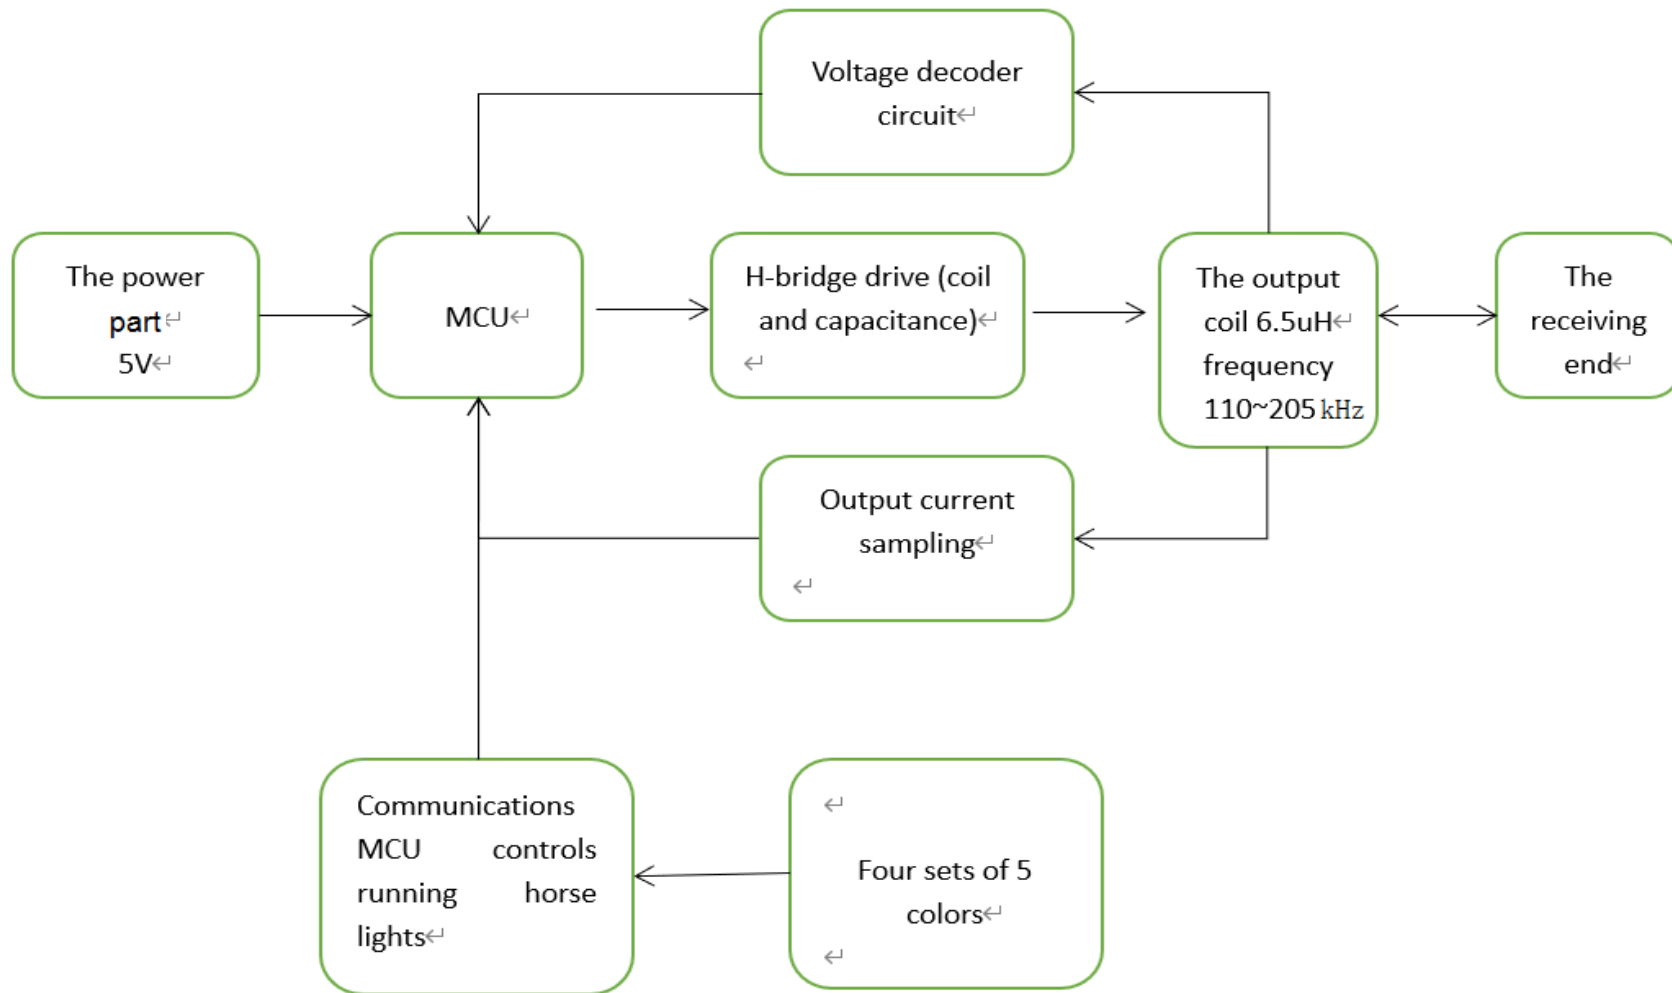 Voltage decoder
circuit
The power
part
5V
MCU
H-bridge drive (coil
and capacitance)
The output
coil 6.5uH
frequency
110~205 kHz
The
receiving
end
Output current
sampling
Communications
MCU controls
running horse
lights
Four sets of 5
colors